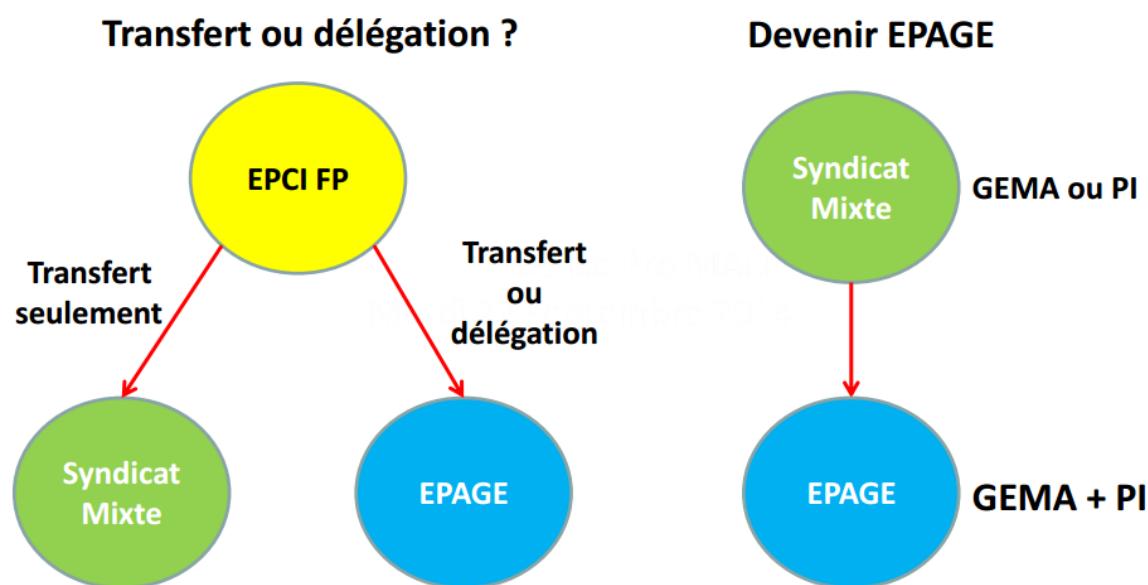 Transfert ou délégation ?
EPCI FP
Transfert
seulement
Transfert
ou
délégation
Syndicat
Mixte
EPAGE
Devenir EPAGE
Syndicat
Mixte
GEMA ou PI
EPAGE
GEMA + PI